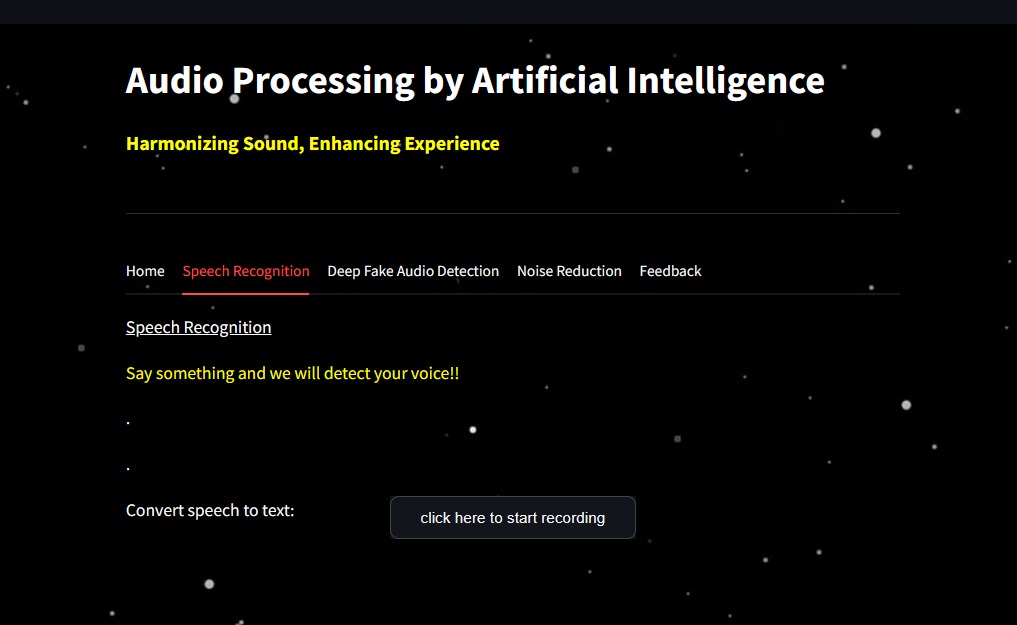 Audio Processing by Artificial Intelligence
Harmonizing Sound, Enhancing Experience
Home Speech Recognition Deep Fake Audio Detection Noise Reduction Feedback
Speech Recognition
Say something and we will detect your voice!!
.
.
Convert speech to text: click here to start recording